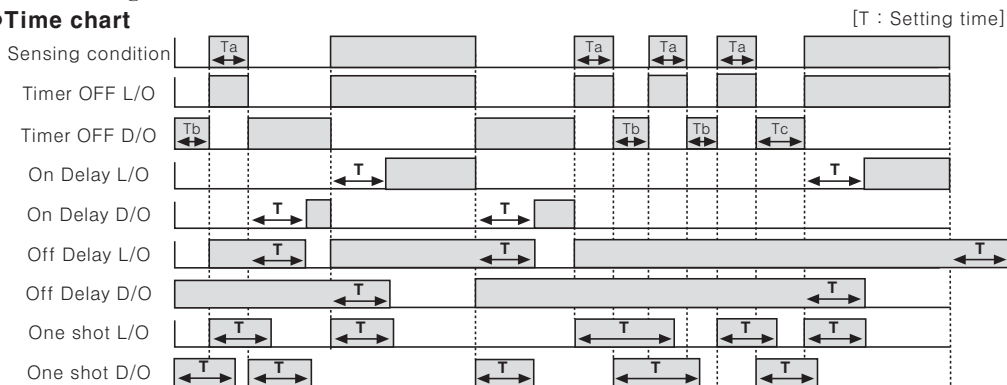 •Time chart
[T : Setting time]
Sensing condition Ta Ta Ta Ta
Timer OFF L/O
Timer OFF D/O Tb Tb Tb Tc
On Delay L/O T T
On Delay D/O T T
Off Delay L/O T T T
Off Delay D/O T T
One shot L/O T T T T T
One shot D/O T T T T T